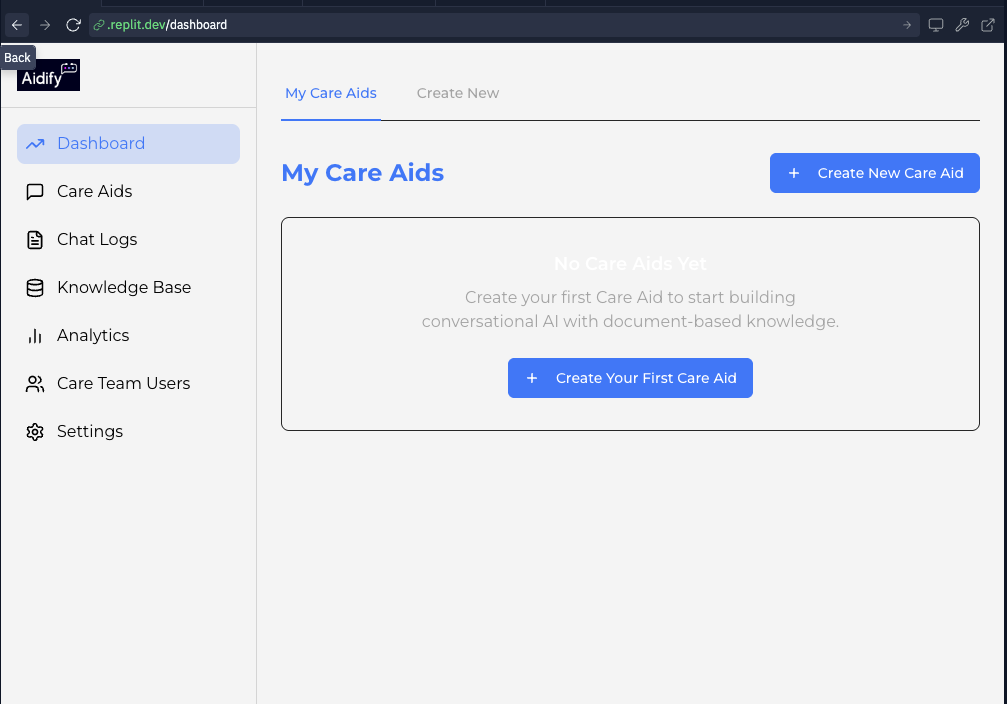 .replit.dev/dashboard
Back
Aidify
My Care Aids
Create New
Dashboard
Care Aids
Chat Logs
Knowledge Base
Analytics
Care Team Users
Settings
My Care Aids
+ Create New Care Aid
No Care Aids Yet
Create your first Care Aid to start building
conversational AI with document-based knowledge.
+ Create Your First Care Aid